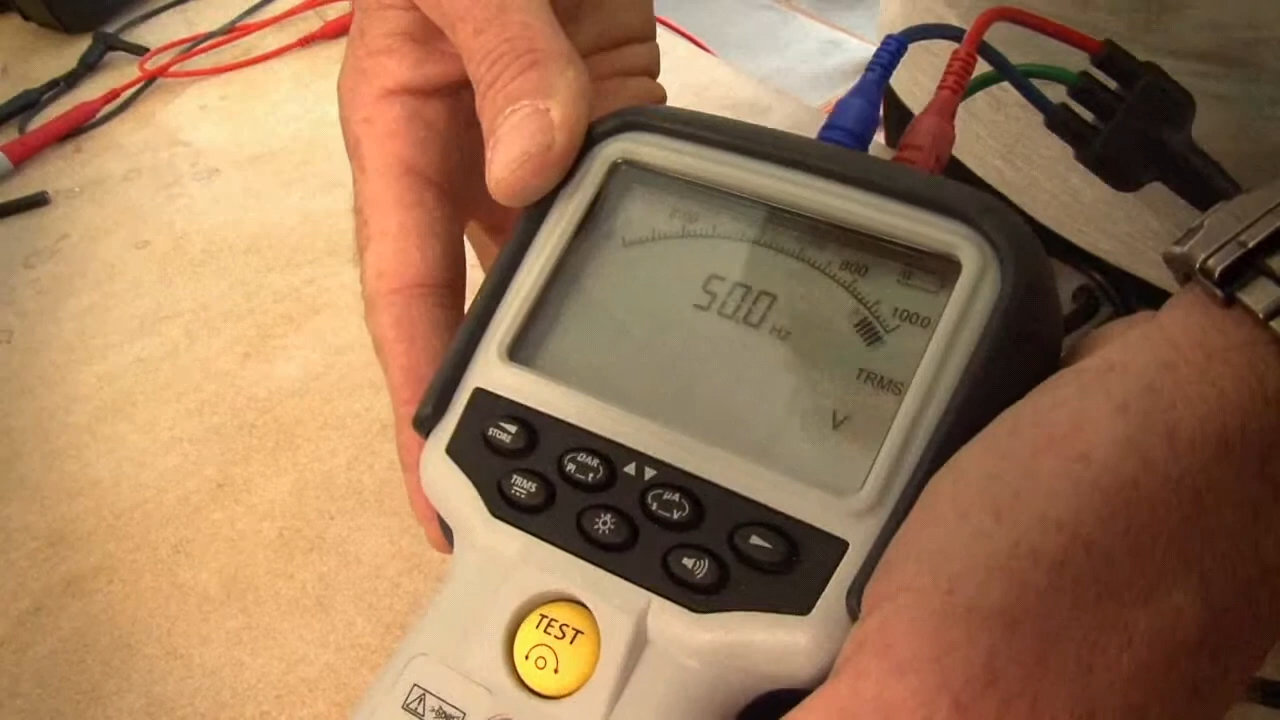 800
1000
50.0 Hz
TRMS
V
STORE
DAR
PI t
TRMS
µA
s V
TEST